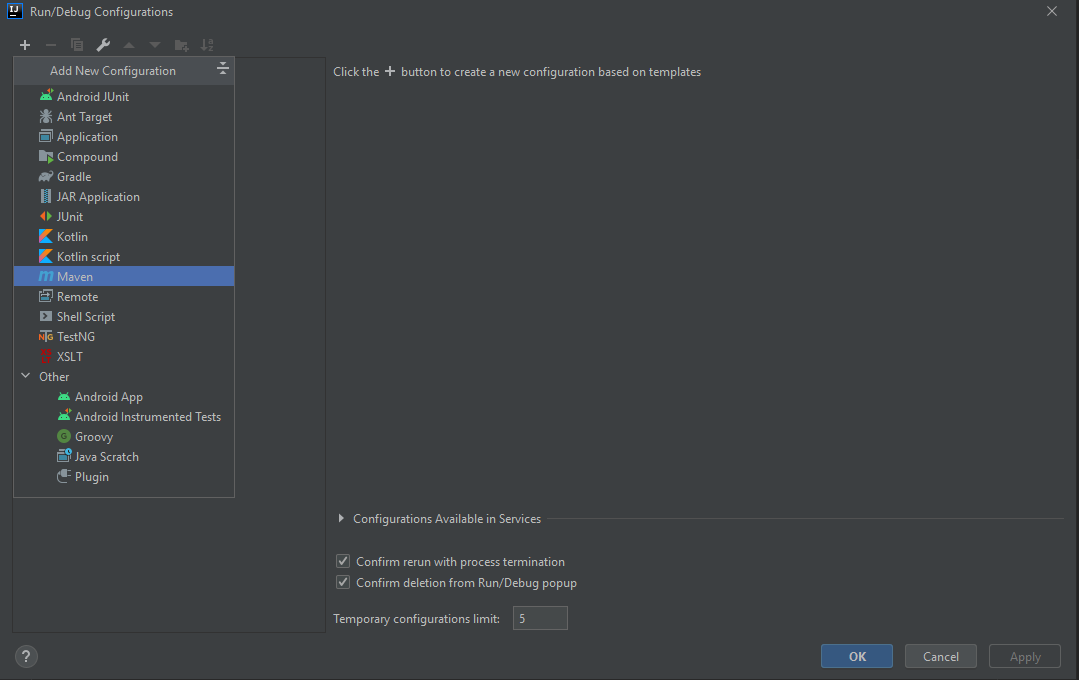 Run/Debug Configurations
Add New Configuration
Click the + button to create a new configuration based on templates
Android JUnit
Ant Target
Application
Compound
Gradle
JAR Application
JUnit
Kotlin
Kotlin script
Maven
Remote
Shell Script
TestNG
XSLT
Other
Android App
Android Instrumented Tests
Groovy
Java Scratch
Plugin
Configurations Available in Services
Confirm rerun with process termination
Confirm deletion from Run/Debug popup
Temporary configurations limit: 5
? OK Cancel Apply